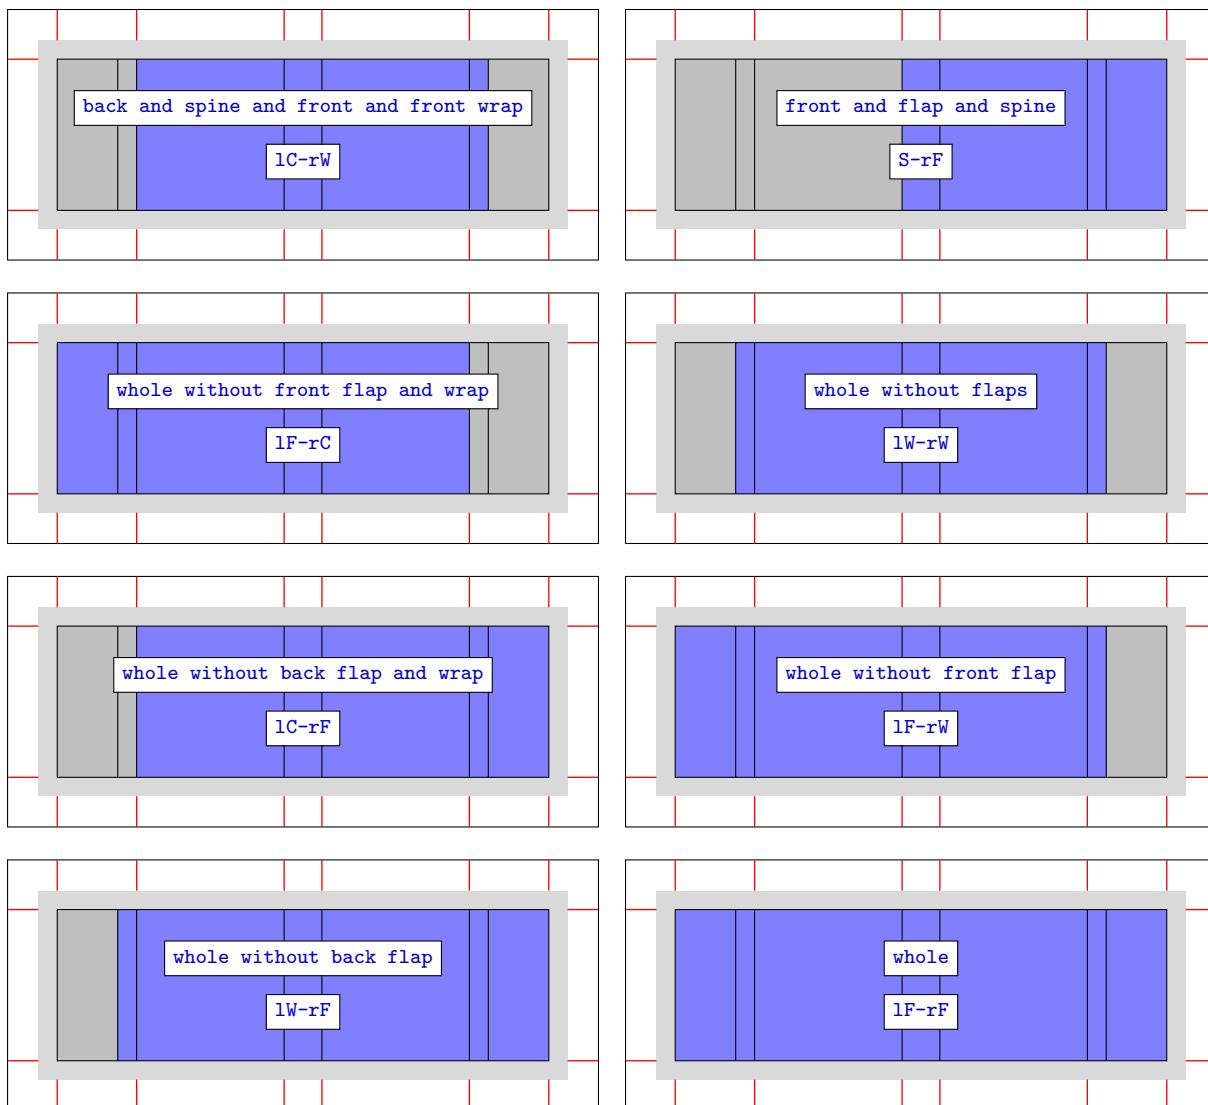 back and spine and front and front wrap
lC-rW
front and flap and spine
S-rF
whole without front flap and wrap
lF-rC
whole without flaps
lW-rW
whole without back flap and wrap
lC-rF
whole without front flap
lF-rW
whole without back flap
lW-rF
whole
lF-rF